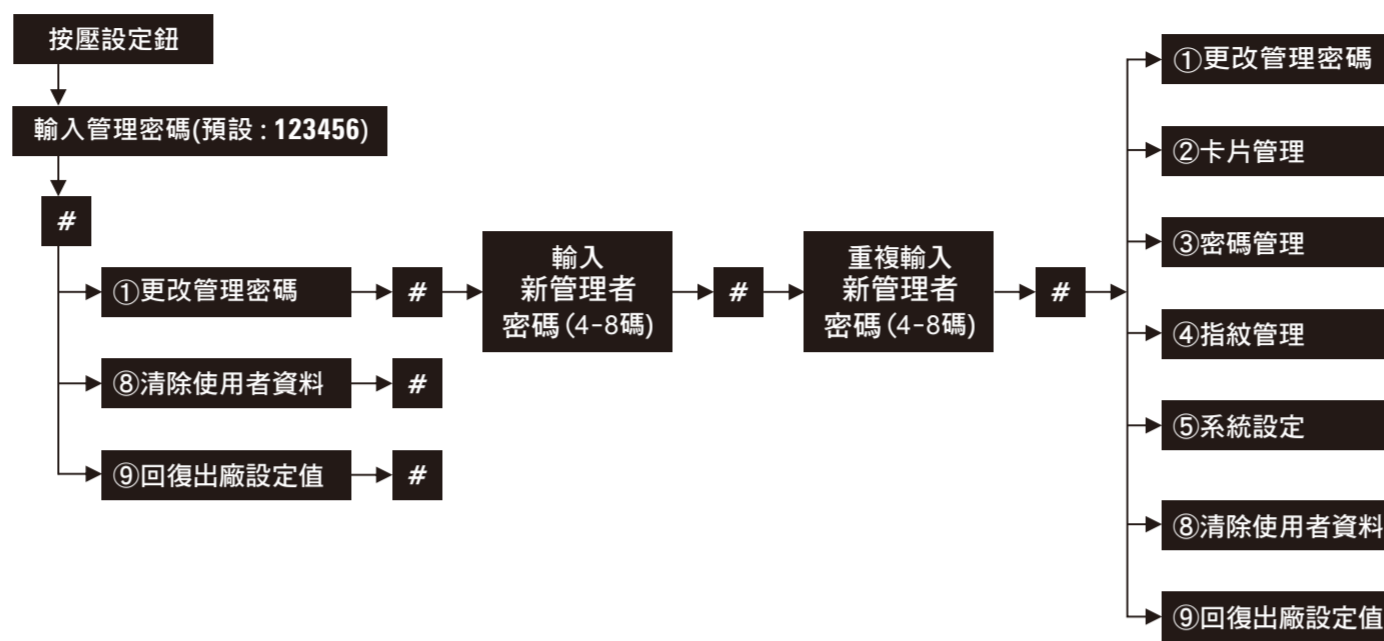 按壓設定鈕
輸入管理密碼(預設 : 123456)
#
①更改管理密碼
#
輸入
新管理者
密碼(4-8碼)
#
重複輸入
新管理者
密碼(4-8碼)
#
⑧清除使用者資料
#
⑨回復出廠設定值
#
①更改管理密碼
②卡片管理
③密碼管理
④指紋管理
⑤系統設定
⑧清除使用者資料
⑨回復出廠設定值